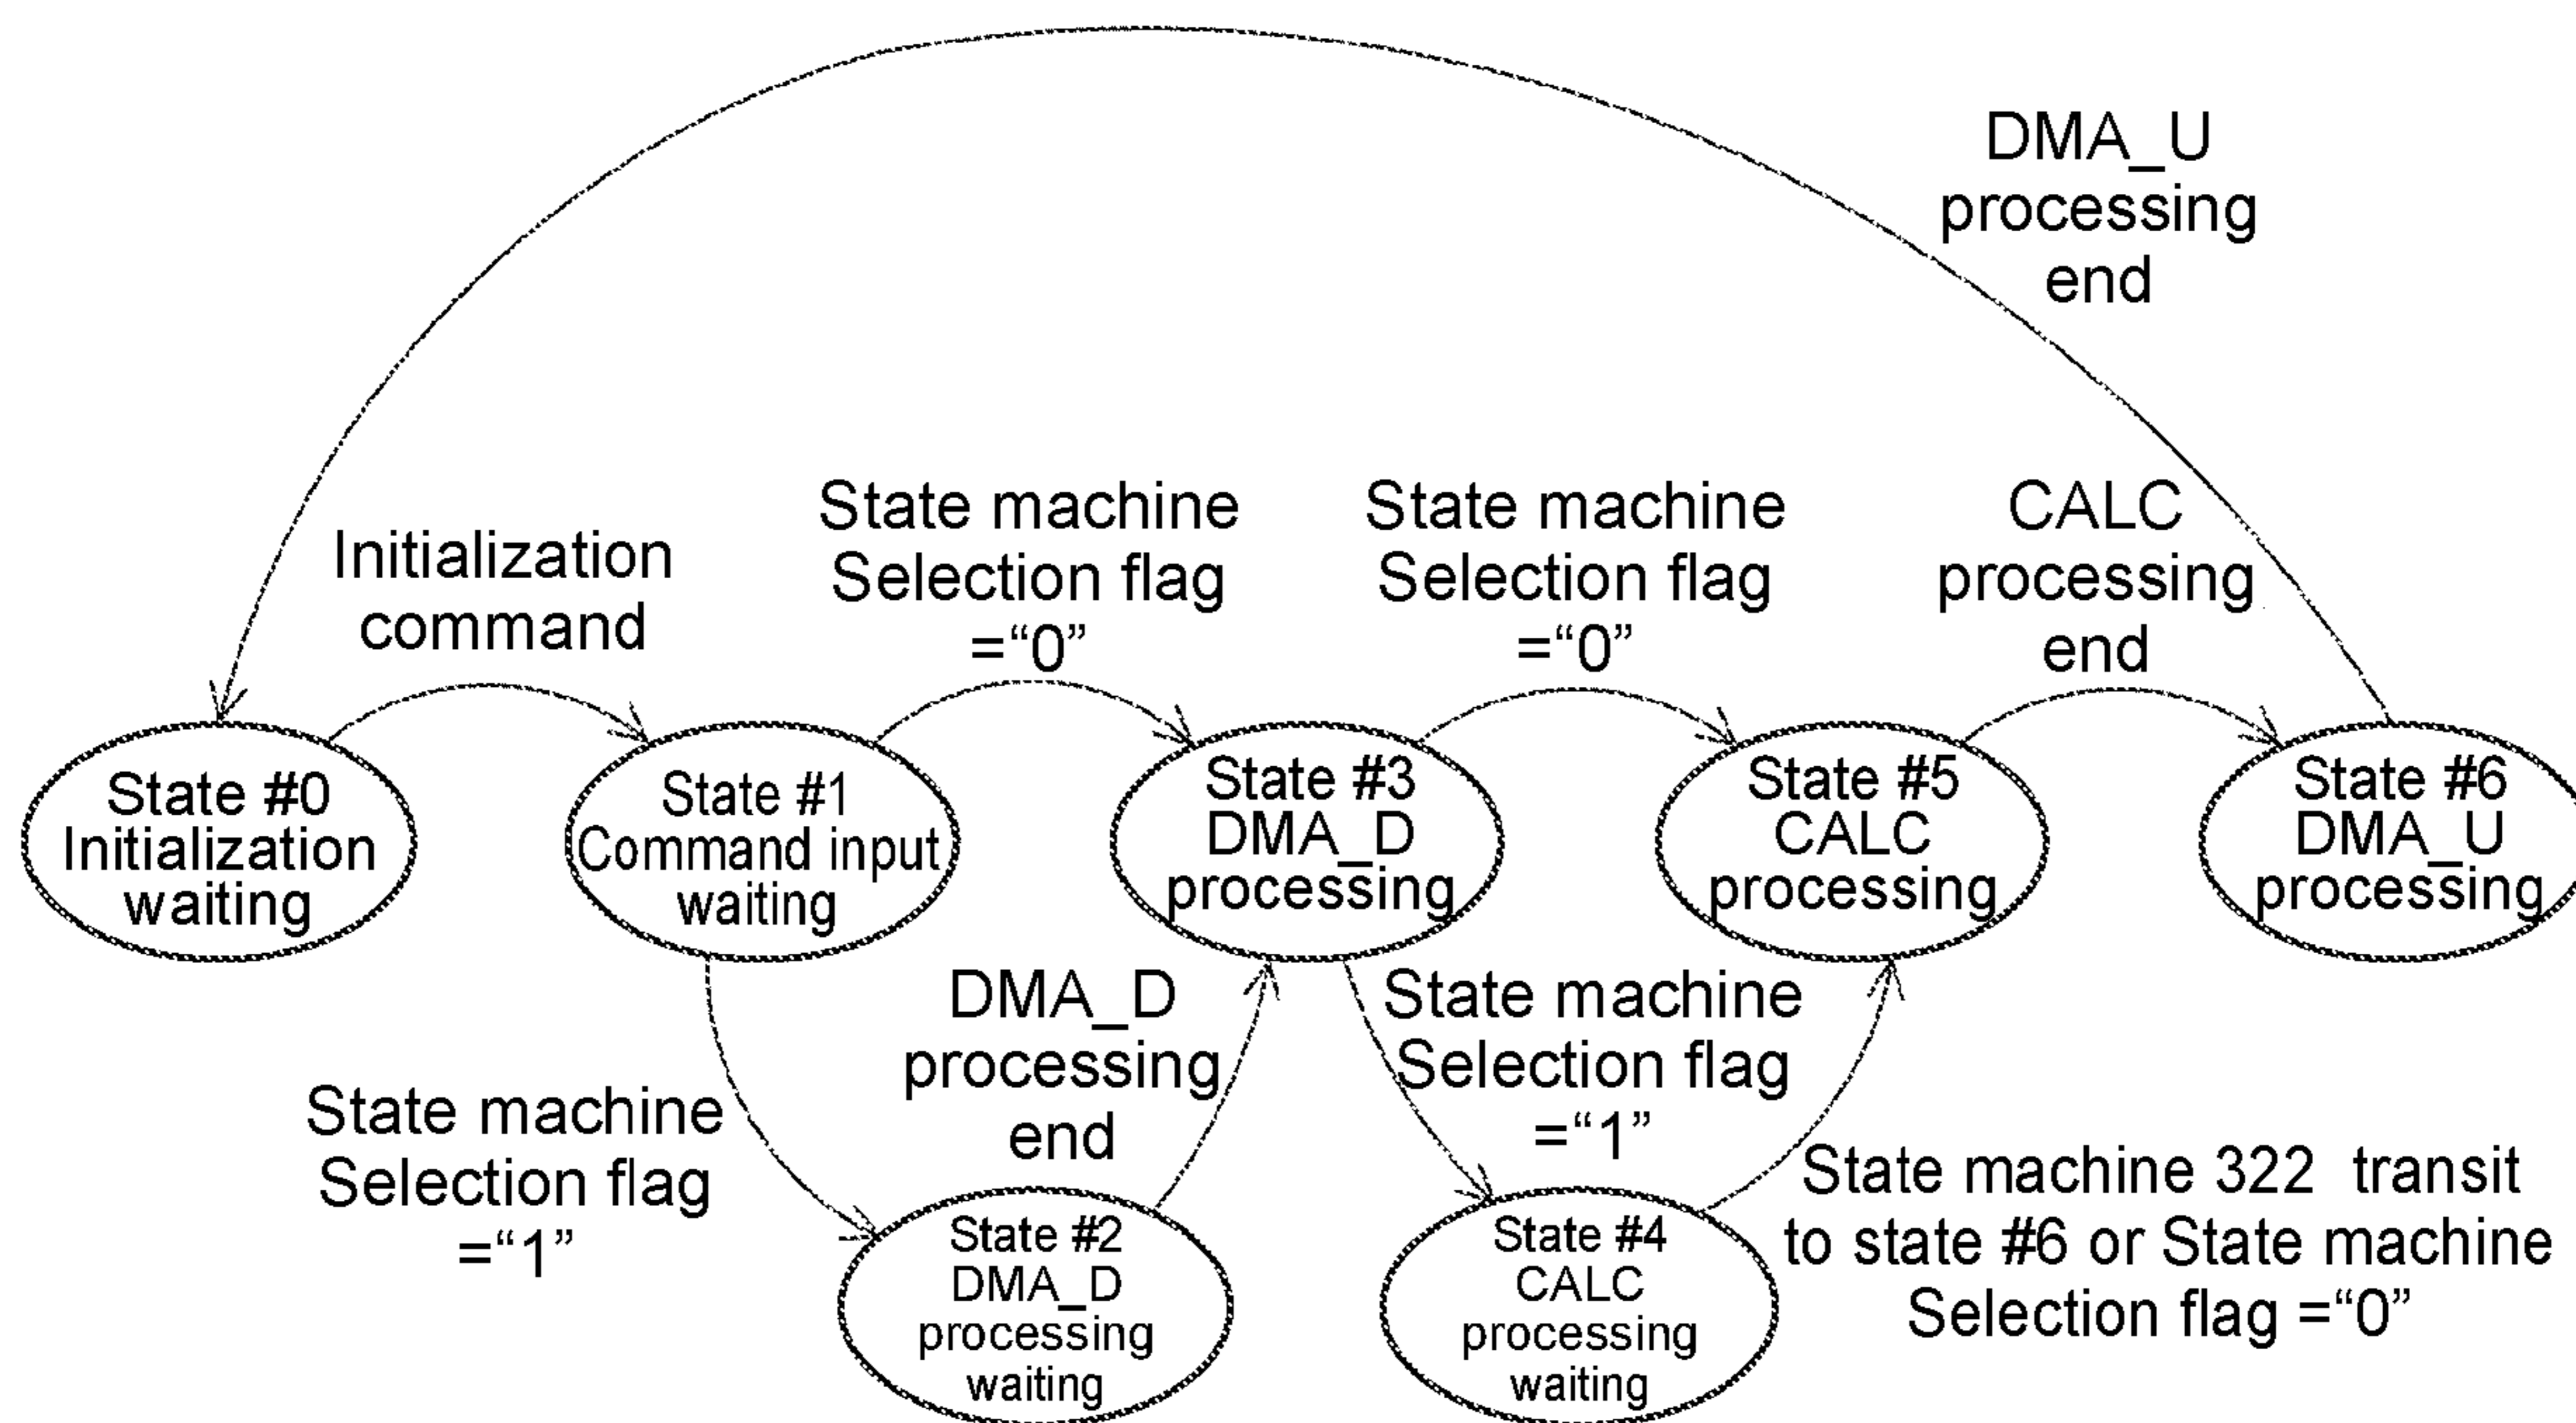 DMA_U
processing
end
Initialization
command
State machine
Selection flag
=“0”
State machine
Selection flag
=“0”
CALC
processing
end
State #0
Initialization
waiting
State #1
Command input
waiting
State #3
DMA_D
processing
State #5
CALC
processing
State #6
DMA_U
processing
State machine
Selection flag
=“1”
DMA_D
processing
end
State machine
Selection flag
=“1”
State machine 322 transit
to state #6 or State machine
Selection flag =“0”
State #2
DMA_D
processing
waiting
State #4
CALC
processing
waiting